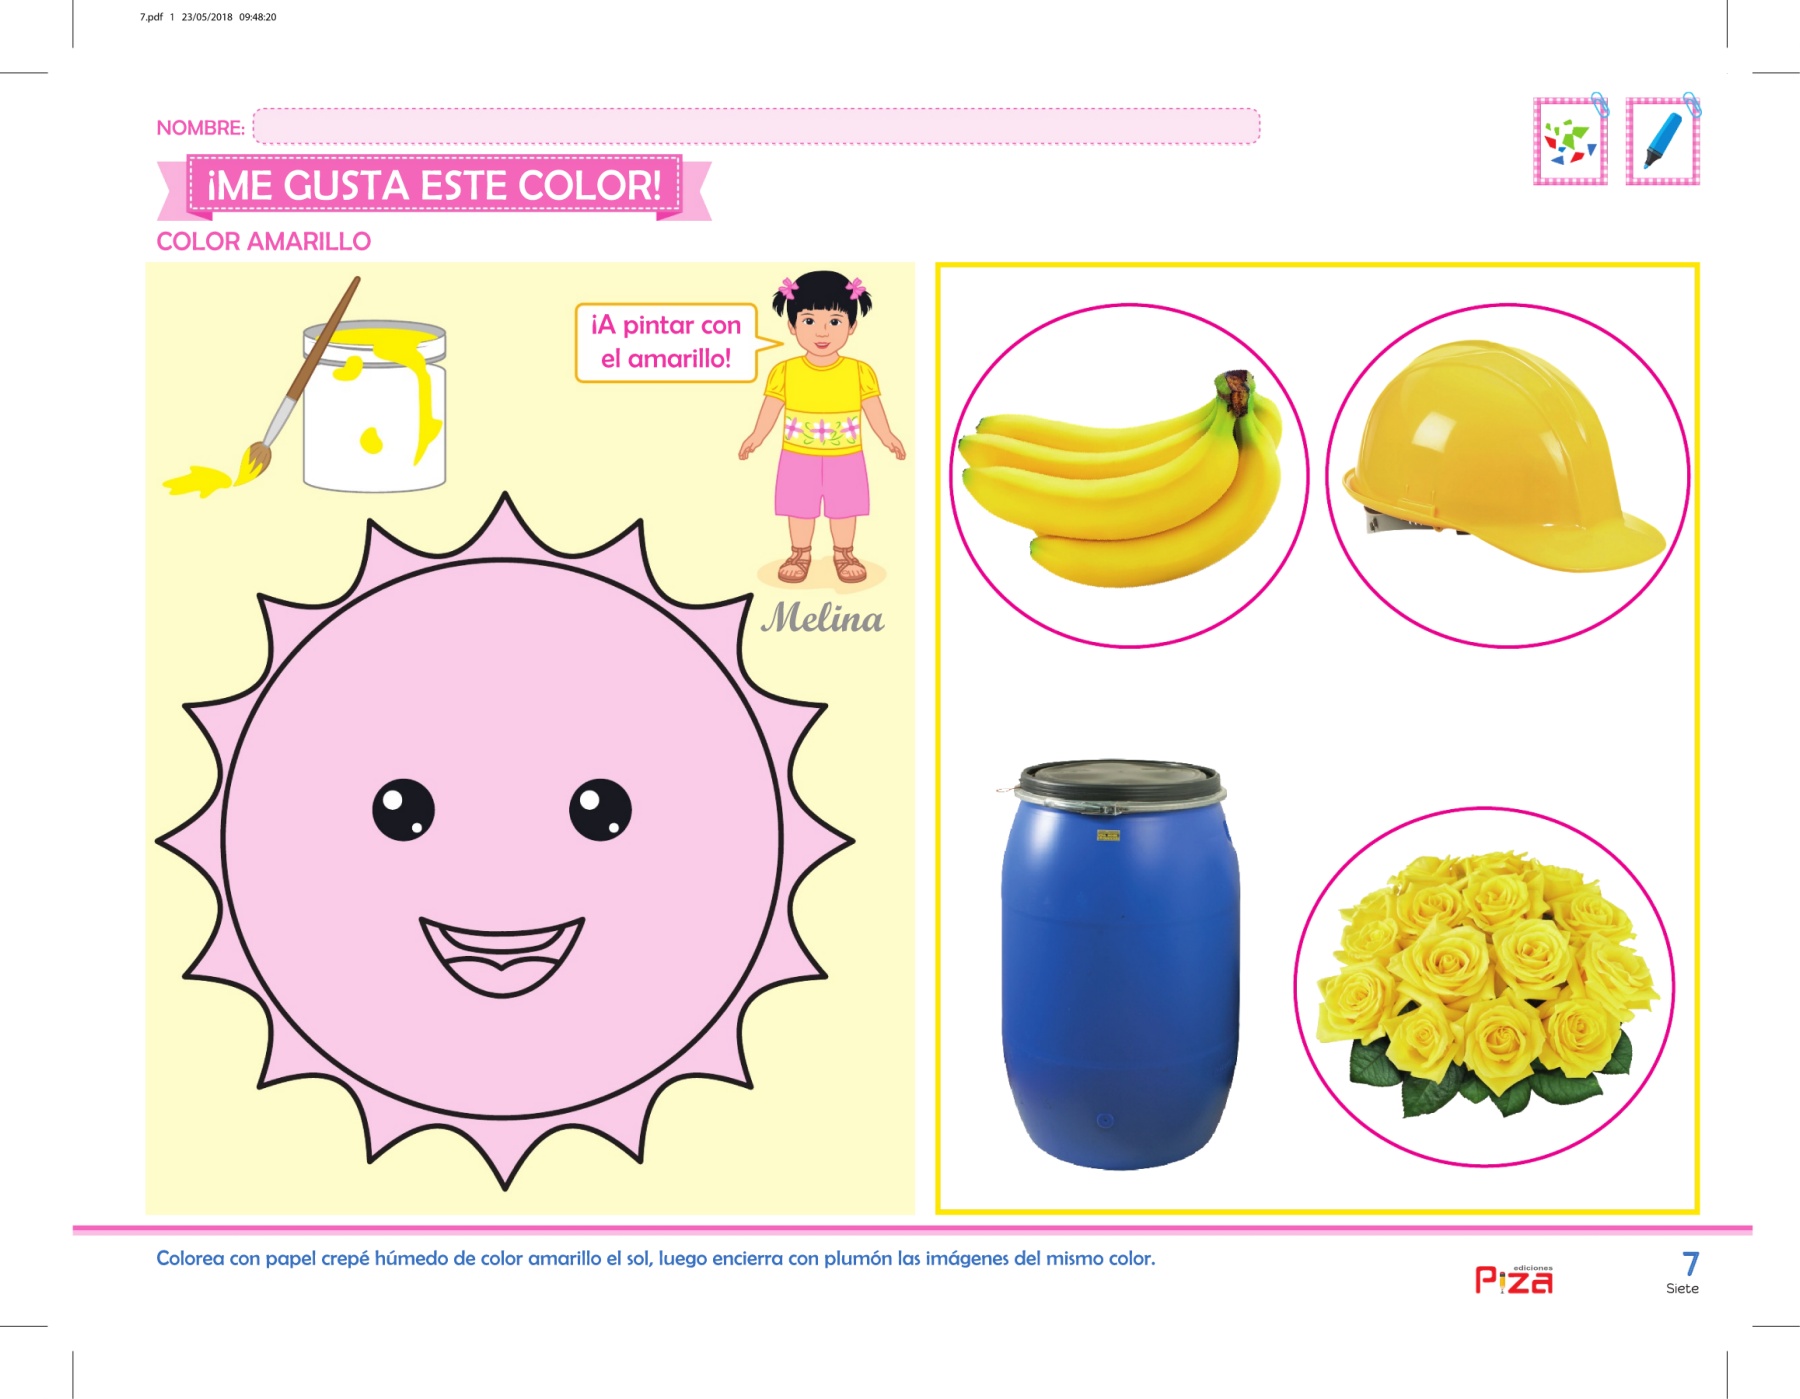 7.pdf 1 23/05/2018 09:48:20
NOMBRE:
¡ME GUSTA ESTE COLOR!
COLOR AMARILLO
¡A pintar con
el amarillo!
Melina
Colorea con papel crepé húmedo de color amarillo el sol, luego encierra con plumón las imágenes del mismo color.
ediciones
Piza
7
Siete